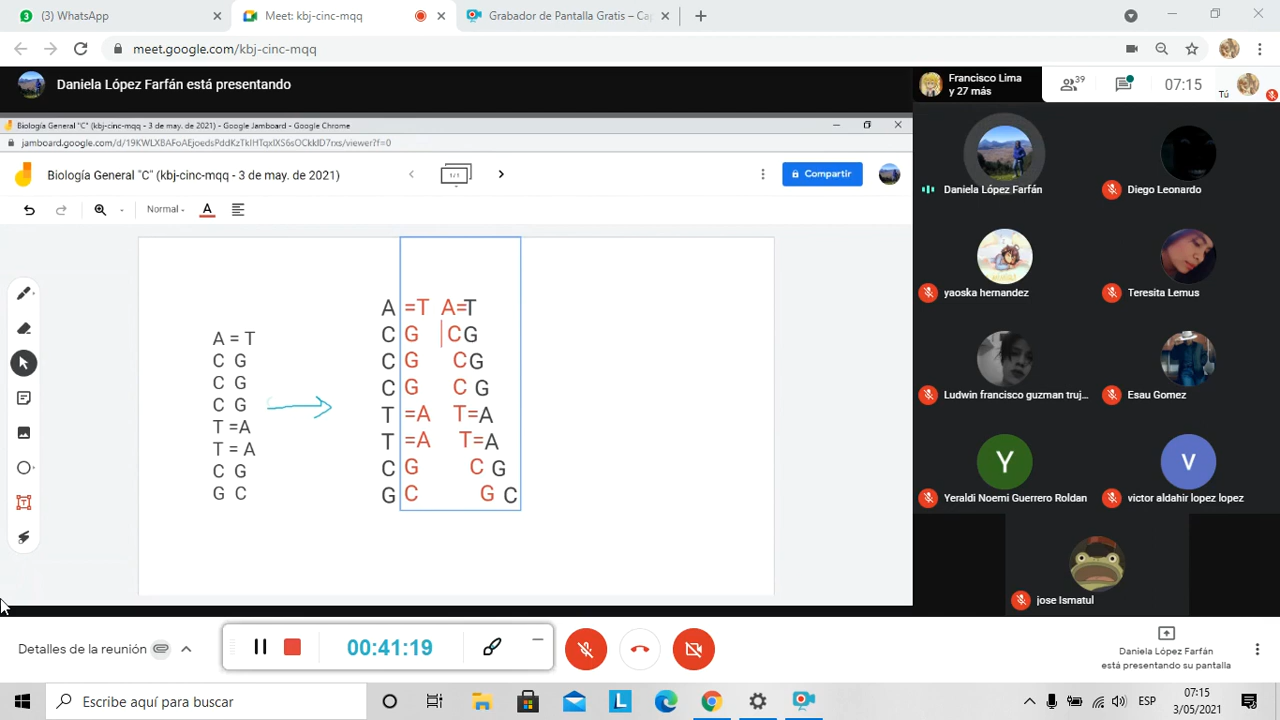 (3) WhatsApp
Meet: kbj-cinc-mqq
Grabador de Pantalla Gratis – Ca
meet.google.com/kbj-cinc-mqq
Daniela López Farfán está presentando
Francisco Lima
y 27 más
39
07:15
Tú
Biología General "C" (kbj-cinc-mqq - 3 de may. de 2021) - Google Jamboard - Google Chrome
Biología General "C" (kbj-cinc-mqq - 3 de may. de 2021)
1/1
Compartir
Normal
A = T
C G
C G
C G
T =A
T = A
C G
G C
A =T A=T
C G CG
C G CG
C G C G
T =A T=A
T =A T=A
C G C G
G C G C
Daniela López Farfán
Diego Leonardo
yaoska hernandez
Teresita Lemus
Ludwin francisco guzman truj...
Esau Gomez
Y
Yeraldi Noemi Guerrero Roldan
V
victor aldahir lopez lopez
jose Ismatul
Detalles de la reunión
00:41:19
Daniela López Farfán
está presentando su pantalla
Escribe aquí para buscar
ESP
07:15
3/05/2021